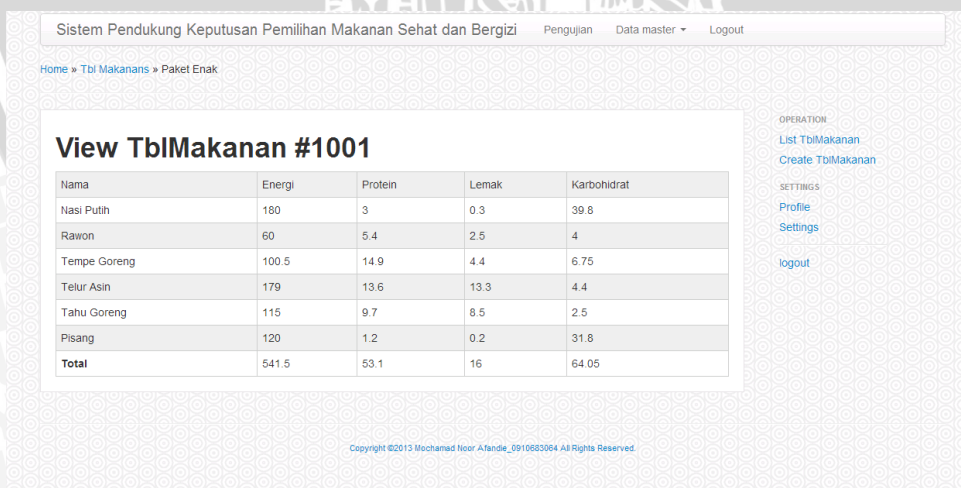 Sistem Pendukung Keputusan Pemilihan Makanan Sehat dan Bergizi Pengujian Data master Logout
Home » Tbl Makanans » Paket Enak
View TblMakanan #1001
Nama Energi Protein Lemak Karbohidrat
Nasi Putih 180 3 0.3 39.8
Rawon 60 5.4 2.5 4
Tempe Goreng 100.5 14.9 4.4 6.75
Telur Asin 179 13.6 13.3 4.4
Tahu Goreng 115 9.7 8.5 2.5
Pisang 120 1.2 0.2 31.8
Total 541.5 53.1 16 64.05
OPERATION
List TblMakanan
Create TblMakanan
SETTINGS
Profile
Settings
logout
Copyright ©2013 Mochamad Noor Afandie_0910683064 All Rights Reserved.